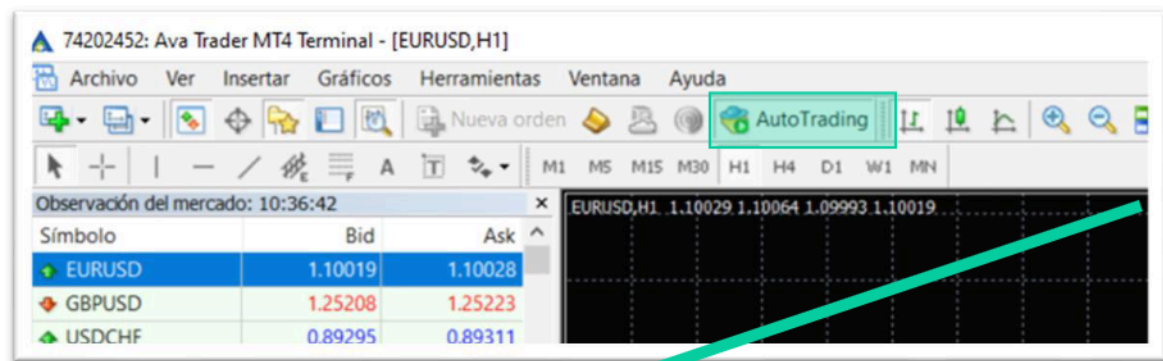 74202452: Ava Trader MT4 Terminal - [EURUSD,H1]
Archivo Ver Insertar Gráficos Herramientas Ventana Ayuda
Nueva orden AutoTrading
E F A T M1 M5 M15 M30 H1 H4 D1 W1 MN
Observación del mercado: 10:36:42 × EURUSD,H1 1.10029 1.10064 1.09993 1.10019
Símbolo Bid Ask
EURUSD 1.10019 1.10028
GBPUSD 1.25208 1.25223
USDCHF 0.89295 0.89311